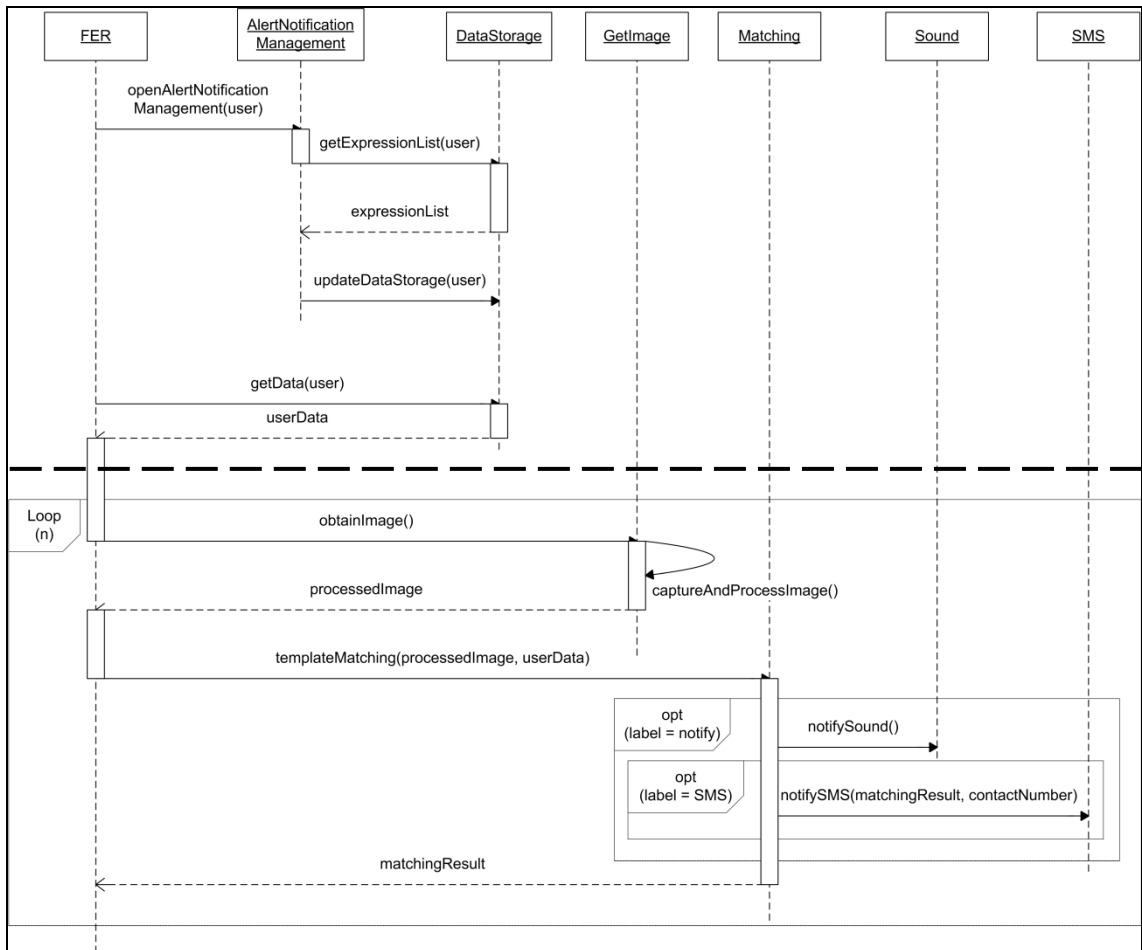 FER
AlertNotification
Management
DataStorage
GetImage
Matching
Sound
SMS
openAlertNotification
Management(user)
getExpressionList(user)
expressionList
updateDataStorage(user)
getData(user)
userData
Loop
(n)
obtainImage()
captureAndProcessImage()
processedImage
templateMatching(processedImage, userData)
opt
(label = notify)
notifySound()
opt
(label = SMS)
notifySMS(matchingResult, contactNumber)
matchingResult